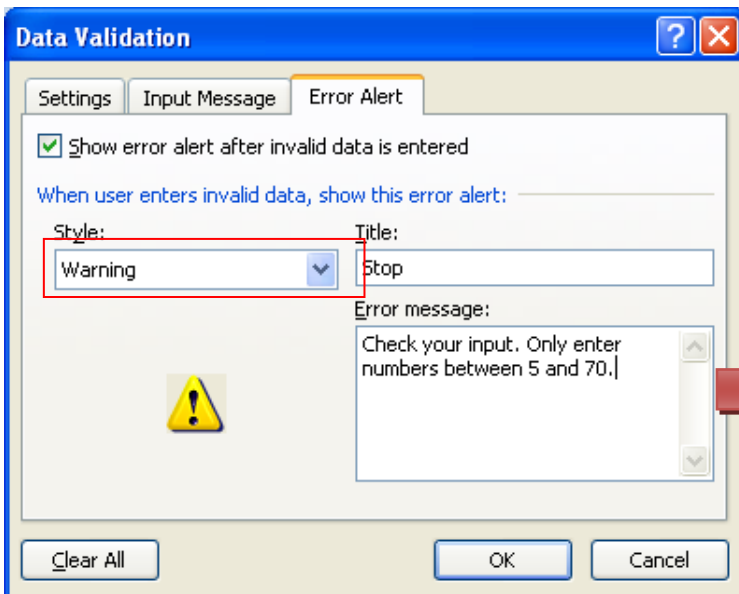 Data Validation
Settings
Input Message
Error Alert
Show error alert after invalid data is entered
When user enters invalid data, show this error alert:
Style:
Title:
Warning
Stop
Error message:
Check your input. Only enter
numbers between 5 and 70.
Clear All
OK
Cancel